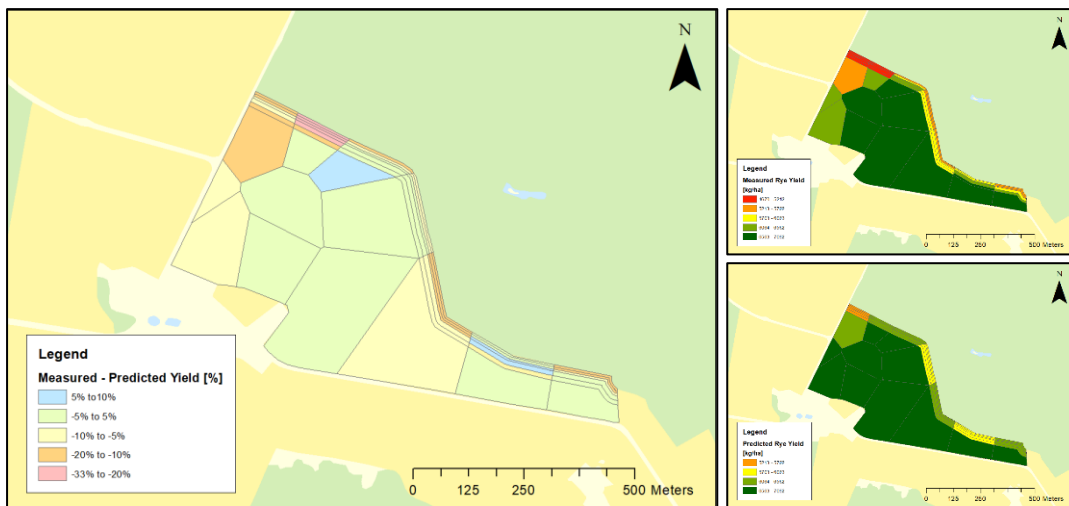 N
Legend
Measured - Predicted Yield [%]
5% to10%
-5% to 5%
-10% to -5%
-20% to -10%
-33% to -20%
0 125 250 500 Meters
N
Legend
Measured Rye Yield
[kg/ha]
0 125 250 500 Meters
N
Legend
Predicted Rye Yield
[kg/ha]
0 125 250 500 Meters